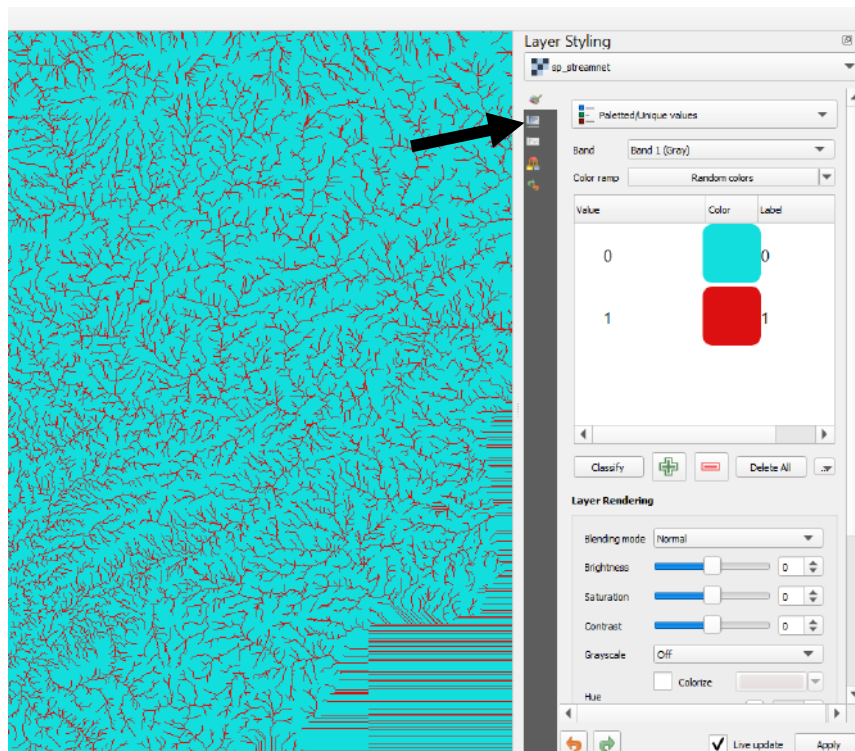 Layer Styling
sp_streamnet
Paletted/Unique values
Band Band 1 (Gray)
Color ramp Random colors
Value Color Label
0 0
1 1
Classify Delete All
Layer Rendering
Blending mode Normal
Brightness 0
Saturation 0
Contrast 0
Grayscale Off
Colorize
Hue
Live update Apply